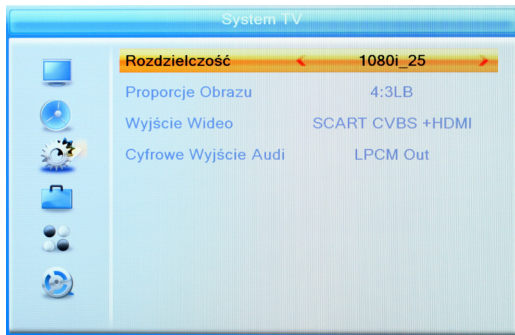 System TV
Rozdzielczość 1080i_25
Proporcje Obrazu 4:3LB
Wyjście Wideo SCART CVBS +HDMI
Cyfrowe Wyjście Audi LPCM Out